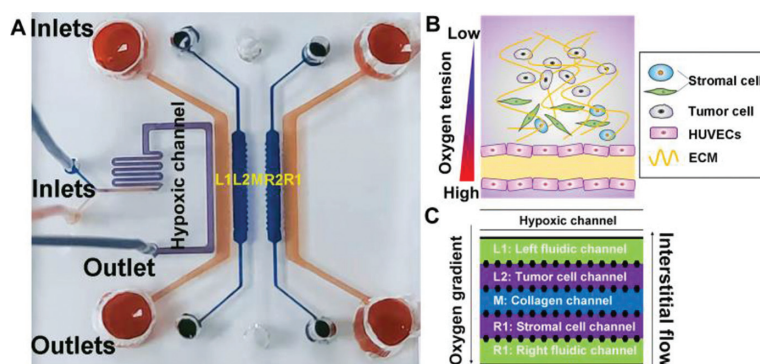 A
Inlets
Hypoxic channel
L1L2MR2R1
Inlets
Outlet
Outlets
B
Low
Oxygen tension
High
Stromal cell
Tumor cell
HUVECs
ECM
C
Hypoxic channel
L1: Left fluidic channel
L2: Tumor cell channel
M: Collagen channel
R1: Stromal cell channel
R1: Right fluidic channel
Oxygen gradient
Interstitial flow